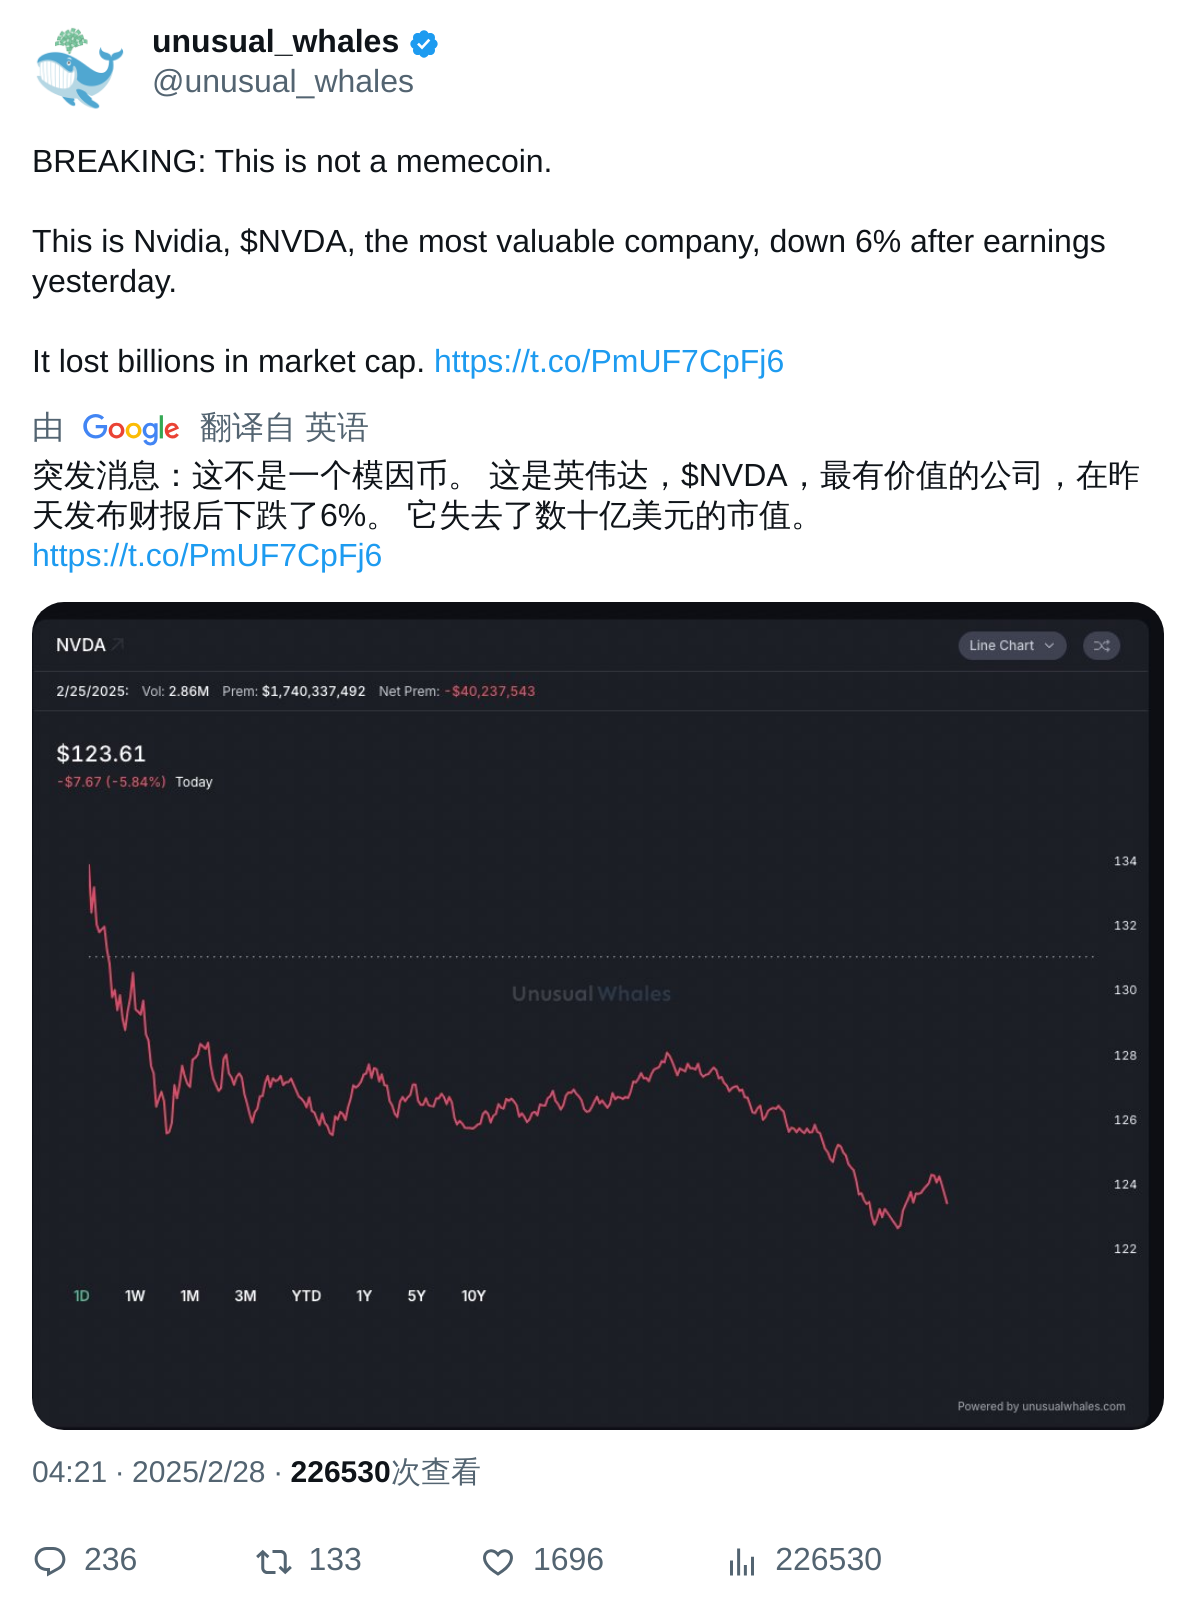 unusual_whales
@unusual_whales
BREAKING: This is not a memecoin.
This is Nvidia, $NVDA, the most valuable company, down 6% after earnings
yesterday.
It lost billions in market cap. https://t.co/PmUF7CpFj6
由 Google 翻译自 英语
突发消息：这不是一个模因币。 这是英伟达，$NVDA，最有价值的公司，在昨
天发布财报后下跌了6%。 它失去了数十亿美元的市值。
https://t.co/PmUF7CpFj6
NVDA
Line Chart
2/25/2025: Vol: 2.86M Prem: $1,740,337,492 Net Prem: -$40,237,543
$123.61
-$7.67 (-5.84%) Today
134
132
130
Unusual Whales
128
126
124
122
1D 1W 1M 3M YTD 1Y 5Y 10Y
Powered by unusualwhales.com
04:21 · 2025/2/28 · 226530次查看
236 133 1696 226530